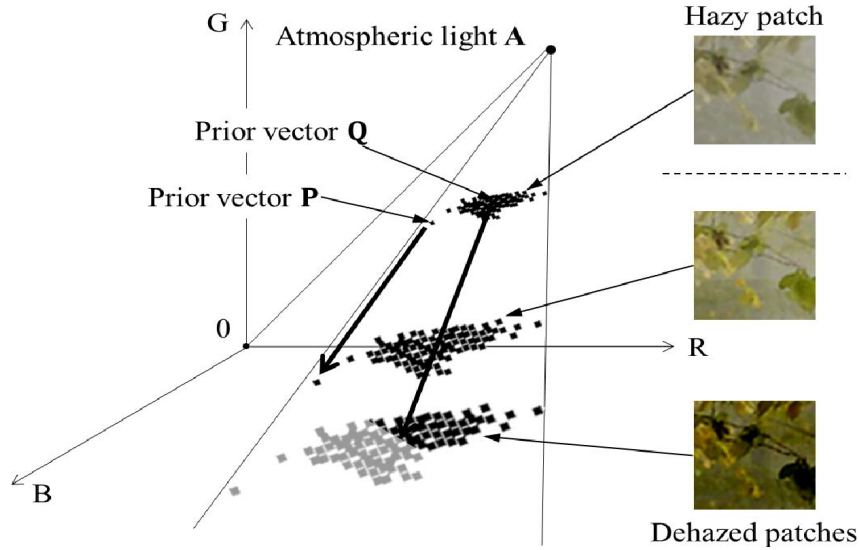 G
Atmospheric light A
Hazy patch
Prior vector Q
Prior vector P
0
R
B
Dehazed patches